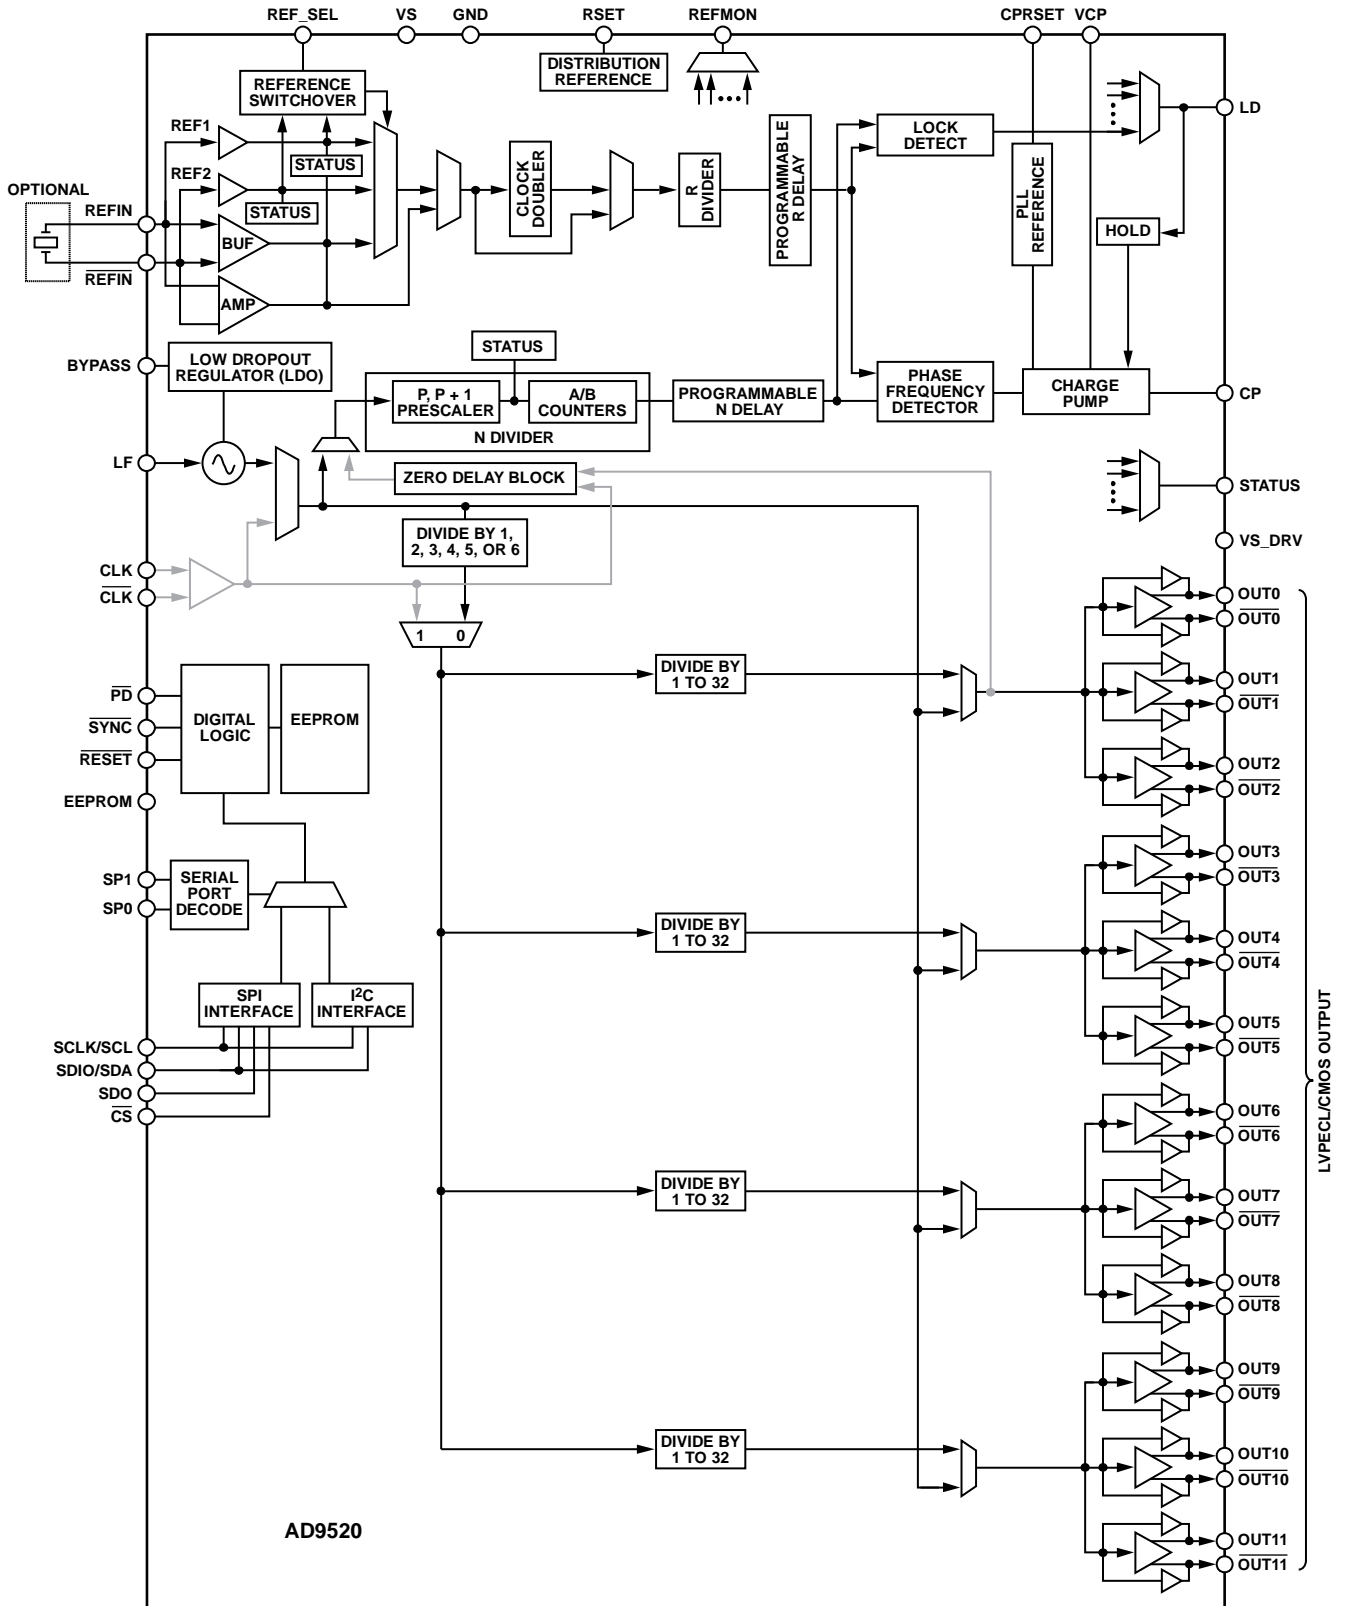 REF_SEL
VS
GND
RSET
REFMON
CPRSET
VCP
DISTRIBUTION
REFERENCE
REFERENCE
SWITCHOVER
LD
REF1
LOCK
DETECT
STATUS
REF2
OPTIONAL
CLOCK
DOUBLER
R
DIVIDER
PROGRAMMABLE
R DELAY
PLL
REFERENCE
STATUS
REFIN
BUF
HOLD
REFIN
AMP
STATUS
BYPASS
LOW DROPOUT
REGULATOR (LDO)
P, P + 1
PRESCALER
A/B
COUNTERS
N DIVIDER
PROGRAMMABLE
N DELAY
PHASE
FREQUENCY
DETECTOR
CHARGE
PUMP
CP
LF
ZERO DELAY BLOCK
STATUS
DIVIDE BY 1,
2, 3, 4, 5, OR 6
VS_DRV
CLK
CLK
OUT0
OUT0
1 0
DIVIDE BY
1 TO 32
OUT1
OUT1
PD
SYNC
RESET
DIGITAL
LOGIC
EEPROM
OUT2
OUT2
EEPROM
OUT3
OUT3
SP1
SP0
SERIAL
PORT
DECODE
DIVIDE BY
1 TO 32
OUT4
OUT4
SPI
INTERFACE
I2C
INTERFACE
OUT5
OUT5
SCLK/SCL
SDIO/SDA
SDO
CS
LVPECL/CMOS OUTPUT
OUT6
OUT6
DIVIDE BY
1 TO 32
OUT7
OUT7
OUT8
OUT8
OUT9
OUT9
DIVIDE BY
1 TO 32
OUT10
OUT10
AD9520
OUT11
OUT11